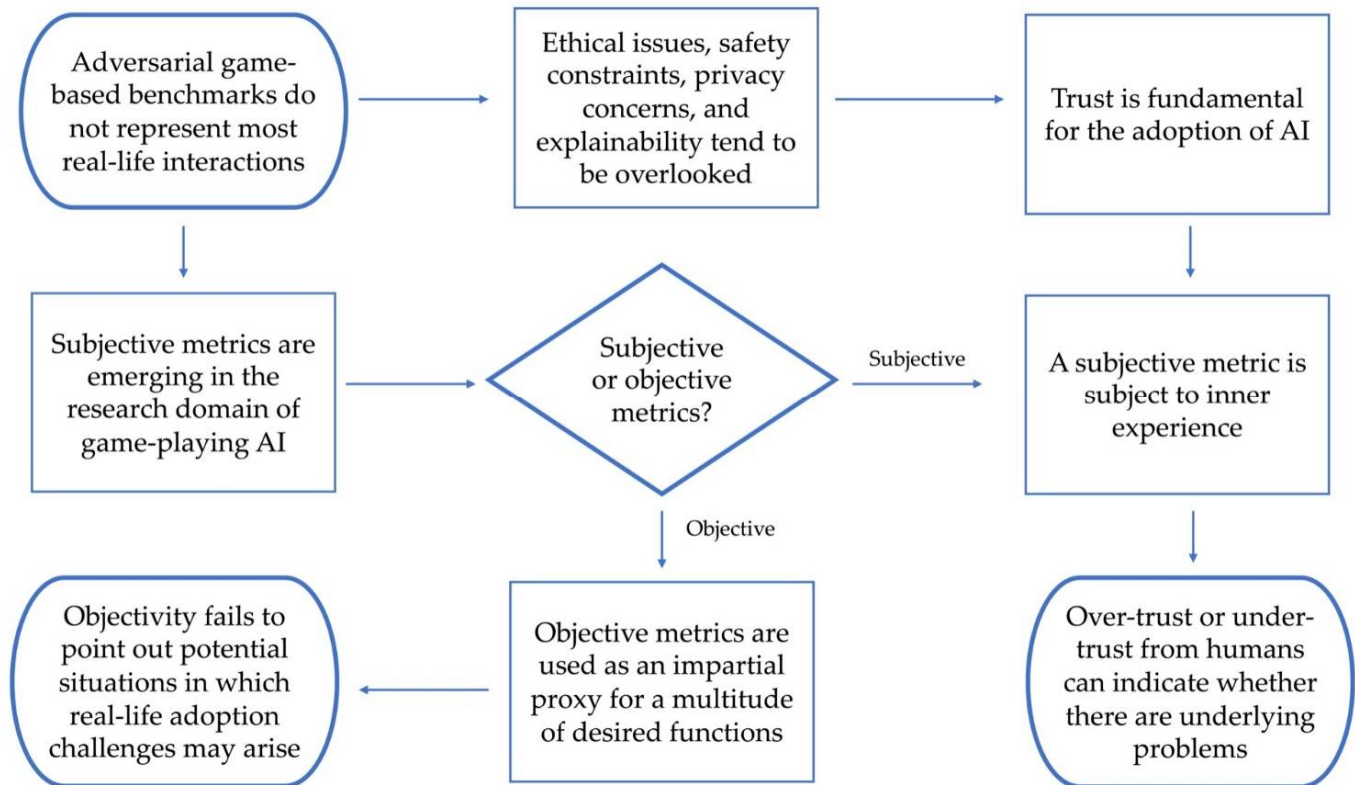 Adversarial game-
based benchmarks do
not represent most
real-life interactions
Ethical issues, safety
constraints, privacy
concerns, and
explainability tend to
be overlooked
Trust is fundamental
for the adoption of AI
Subjective metrics are
emerging in the
research domain of
game-playing AI
Subjective
or objective
metrics?
Subjective
A subjective metric is
subject to inner
experience
Objective
Objectivity fails to
point out potential
situations in which
real-life adoption
challenges may arise
Objective metrics are
used as an impartial
proxy for a multitude
of desired functions
Over-trust or under-
trust from humans
can indicate whether
there are underlying
problems